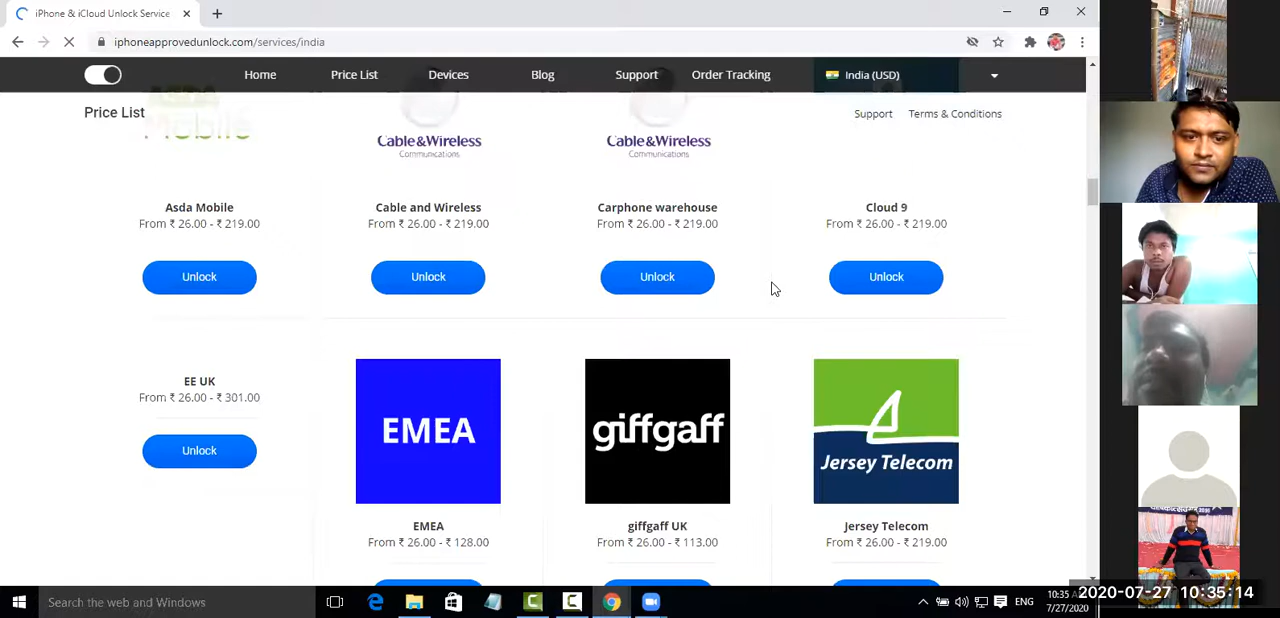 iPhone & iCloud Unlock Service
iphoneapprovedunlock.com/services/india
Home Price List Devices Blog Support Order Tracking India (USD)
Price List Support Terms & Conditions
Asda
Mobile
Cable&Wireless
Communications
Cable&Wireless
Communications
Asda Mobile Cable and Wireless Carphone warehouse Cloud 9
From ₹ 26.00 - ₹ 219.00 From ₹ 26.00 - ₹ 219.00 From ₹ 26.00 - ₹ 219.00 From ₹ 26.00 - ₹ 219.00
Unlock Unlock Unlock Unlock
EE UK
From ₹ 26.00 - ₹ 301.00
Unlock
EMEA
giffgaff
Jersey Telecom
EMEA giffgaff UK Jersey Telecom
From ₹ 26.00 - ₹ 128.00 From ₹ 26.00 - ₹ 113.00 From ₹ 26.00 - ₹ 219.00
Search the web and Windows
ENG
10:35
7/27/2020
2020-07-27 10:35:14